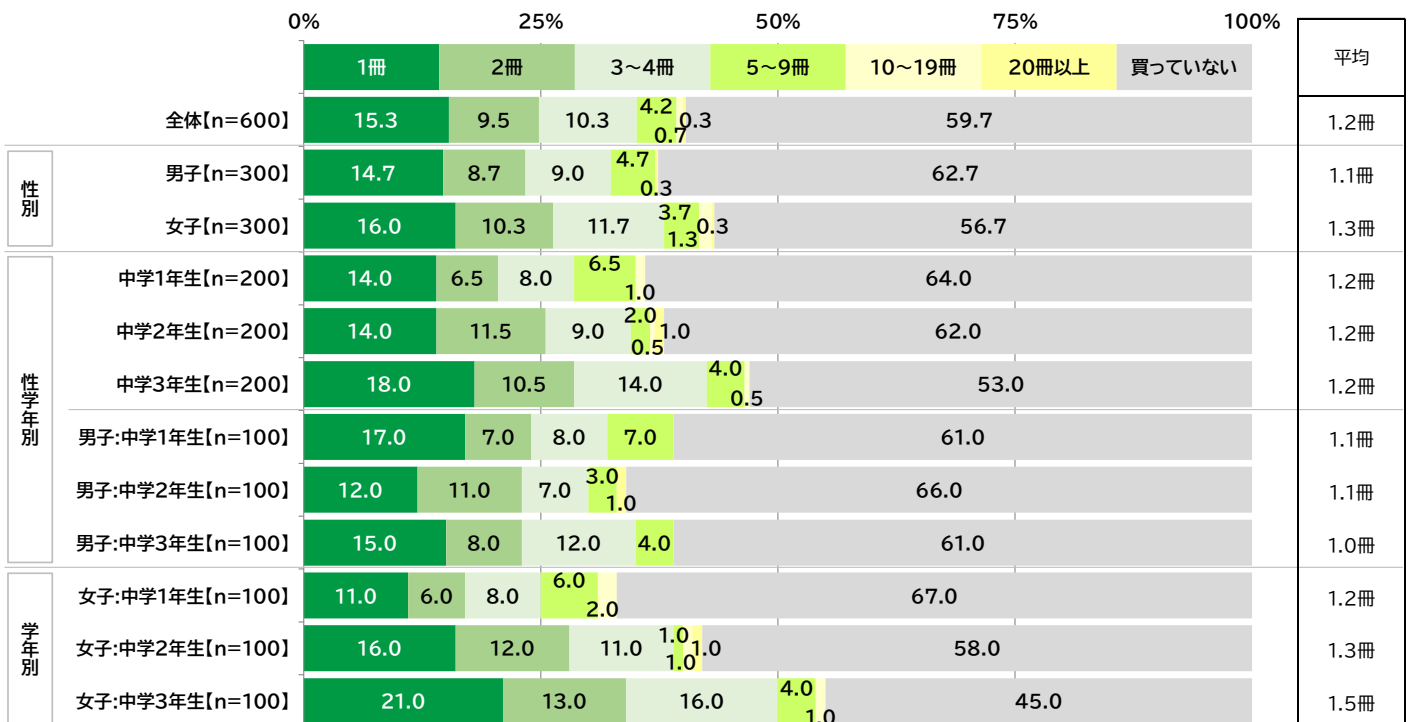 0% 25% 50% 75% 100%
1冊 2冊 3～4冊 5～9冊 10～19冊 20冊以上 買っていない 平均
全体【n=600】 15.3 9.5 10.3 4.2 0.7 0.3 59.7 1.2冊
性別
男子【n=300】 14.7 8.7 9.0 4.7 0.3 62.7 1.1冊
女子【n=300】 16.0 10.3 11.7 3.7 1.3 0.3 56.7 1.3冊
性学年別
中学1年生【n=200】 14.0 6.5 8.0 6.5 1.0 64.0 1.2冊
中学2年生【n=200】 14.0 11.5 9.0 2.0 0.5 1.0 62.0 1.2冊
中学3年生【n=200】 18.0 10.5 14.0 4.0 0.5 53.0 1.2冊
男子:中学1年生【n=100】 17.0 7.0 8.0 7.0 61.0 1.1冊
男子:中学2年生【n=100】 12.0 11.0 7.0 3.0 1.0 66.0 1.1冊
男子:中学3年生【n=100】 15.0 8.0 12.0 4.0 61.0 1.0冊
学年別
女子:中学1年生【n=100】 11.0 6.0 8.0 6.0 2.0 67.0 1.2冊
女子:中学2年生【n=100】 16.0 12.0 11.0 1.0 1.0 1.0 58.0 1.3冊
女子:中学3年生【n=100】 21.0 13.0 16.0 4.0 1.0 45.0 1.5冊